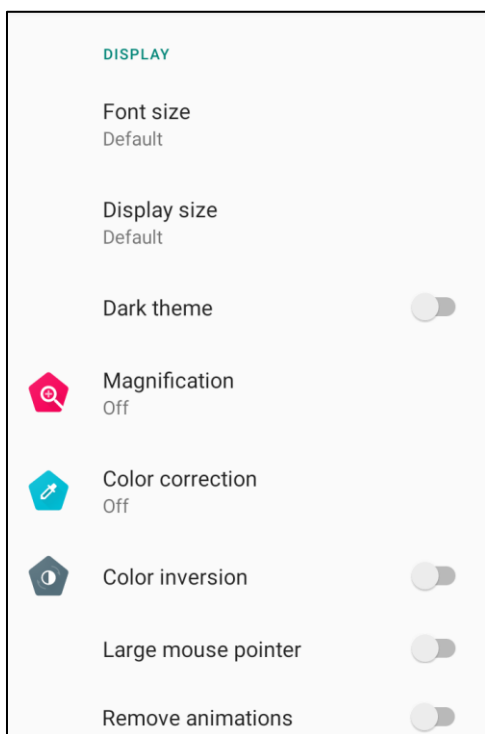 DISPLAY
Font size
Default
Display size
Default
Dark theme
Magnification
Off
Color correction
Off
Color inversion
Large mouse pointer
Remove animations